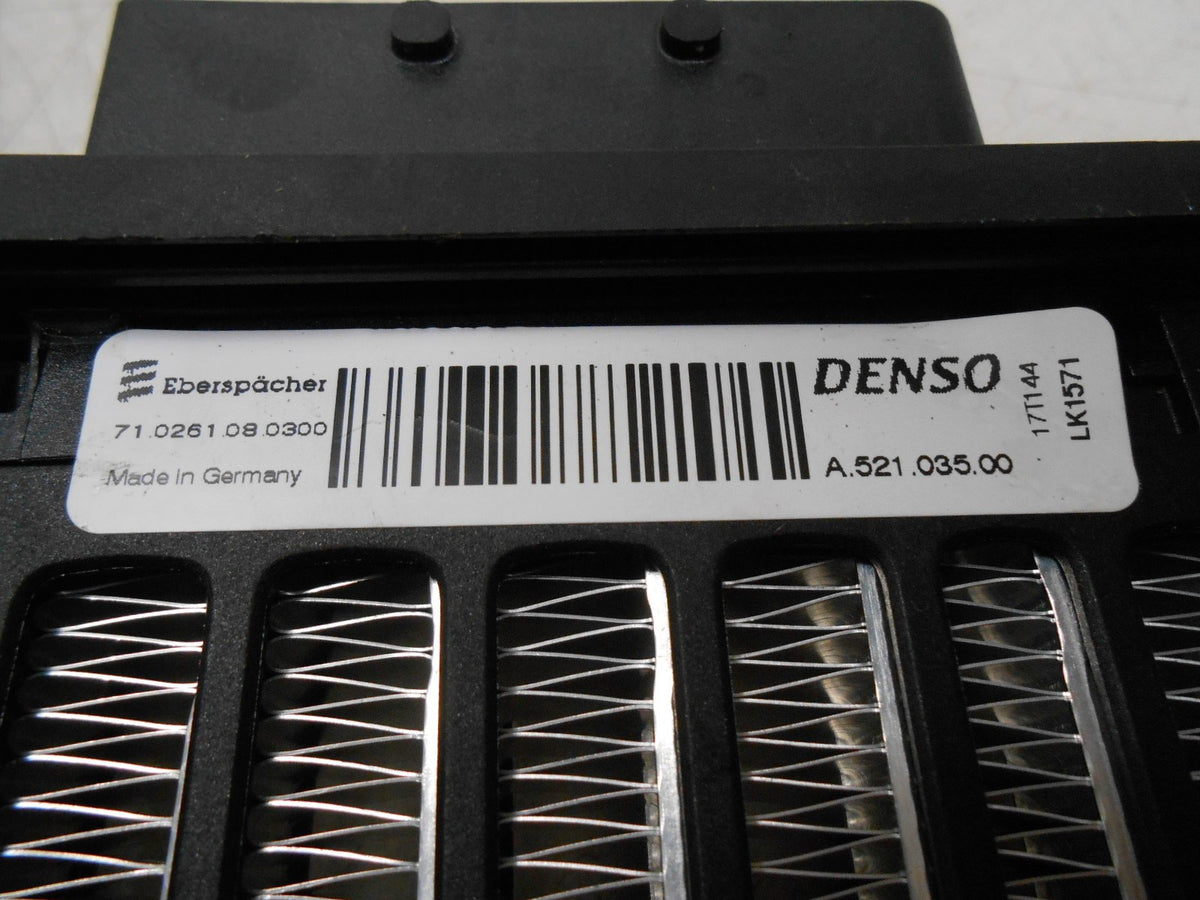 Eberspächer
71.0261.08.0300
Made in Germany
DENSO
A.521.035.00
17T144
LK1571